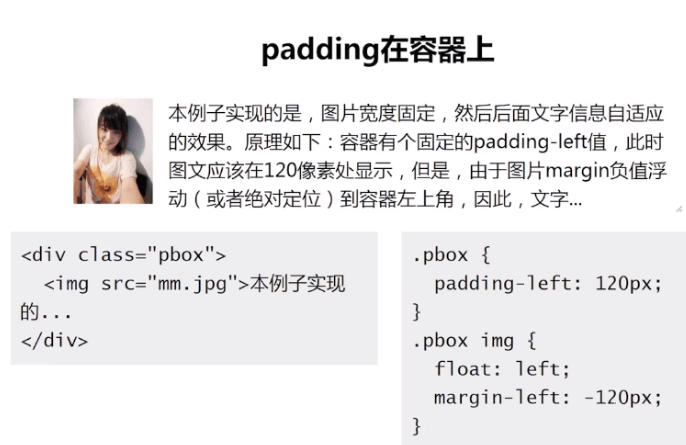 padding在容器上
本例子实现的是，图片宽度固定，然后后面文字信息自适应
的效果。原理如下：容器有个固定的padding-left值，此时
图文应该在120像素处显示，但是，由于图片margin负值浮
动（或者绝对定位）到容器左上角，因此，文字...
<div class="pbox">
  <img src="mm.jpg">本例子实现
的...
</div>
.pbox {
  padding-left: 120px;
}
.pbox img {
  float: left;
  margin-left: -120px;
}